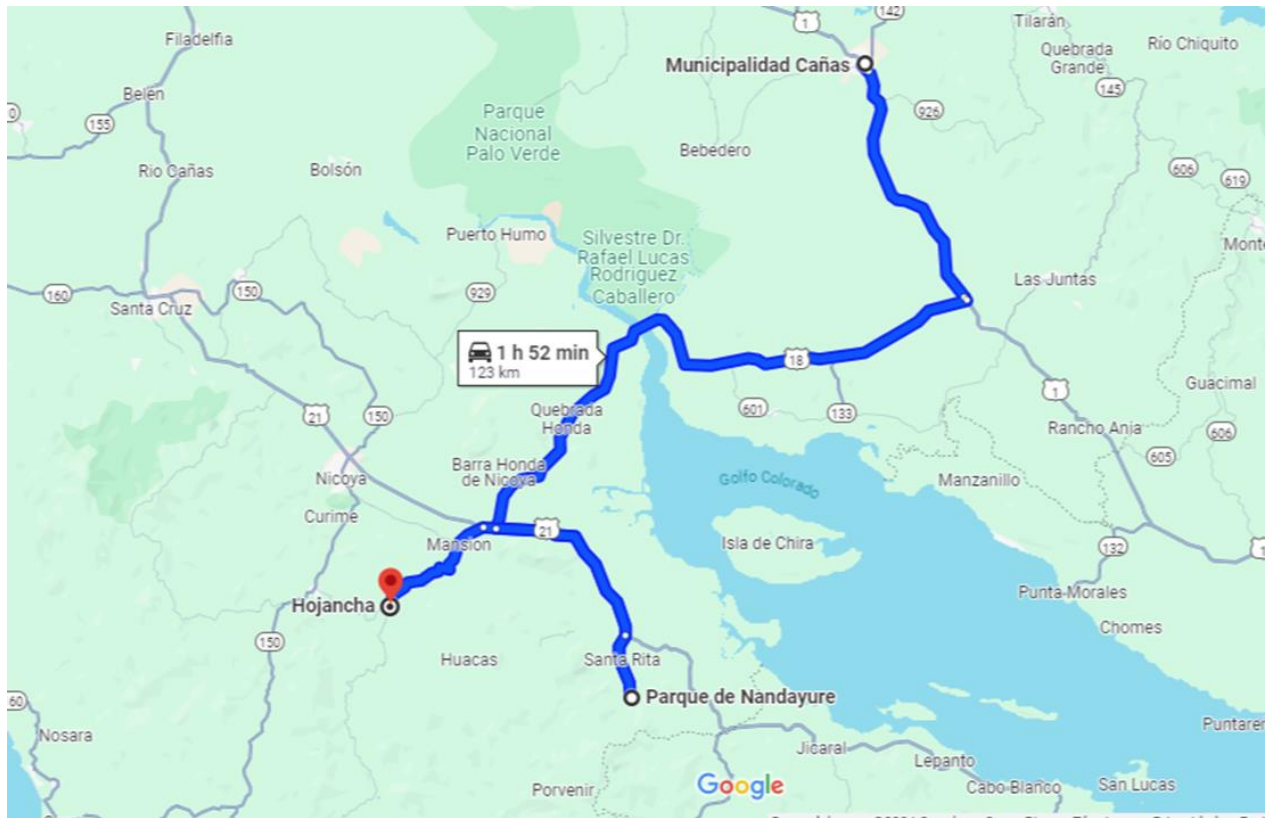 1
142
Tilarán
Filadelfia
Municipalidad Cañas
Quebrada
Grande
Río Chiquito
145
Belén
155
Parque
Nacional
Palo Verde
926
Bebedero
Río Cañas
Bolsón
606
619
Puerto Humo
Silvestre Dr.
Rafael Lucas
Rodriguez
Caballero
Las Juntas
160
150
929
Santa Cruz
1 h 52 min
123 km
18
21
150
Quebrada
Honda
601
133
1
Guacimal
Rancho Ania
606
605
Nicoya
Barra Honda
de Nicoya
Golfo Colorado
Manzanillo
Curime
Mansion
21
Isla de Chira
132
Hojancha
Punta Morales
Chomes
150
Huacas
Santa Rita
Parque de Nandayure
60
Nosara
Jicaral
Lepanto
Porvenir
Google
Cabo Blanco
San Lucas